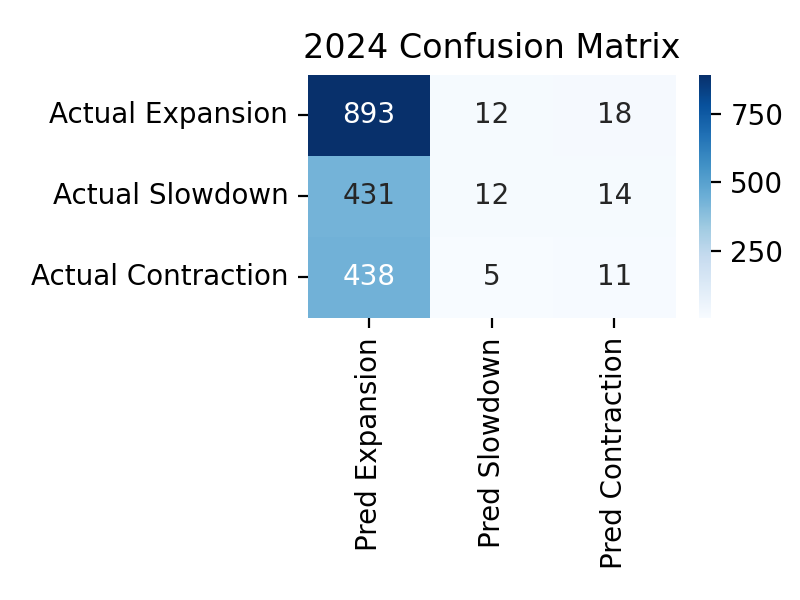 2024 Confusion Matrix
Actual Expansion 893 12 18
Actual Slowdown 431 12 14
Actual Contraction 438 5 11
Pred Expansion
Pred Slowdown
Pred Contraction
750
500
250